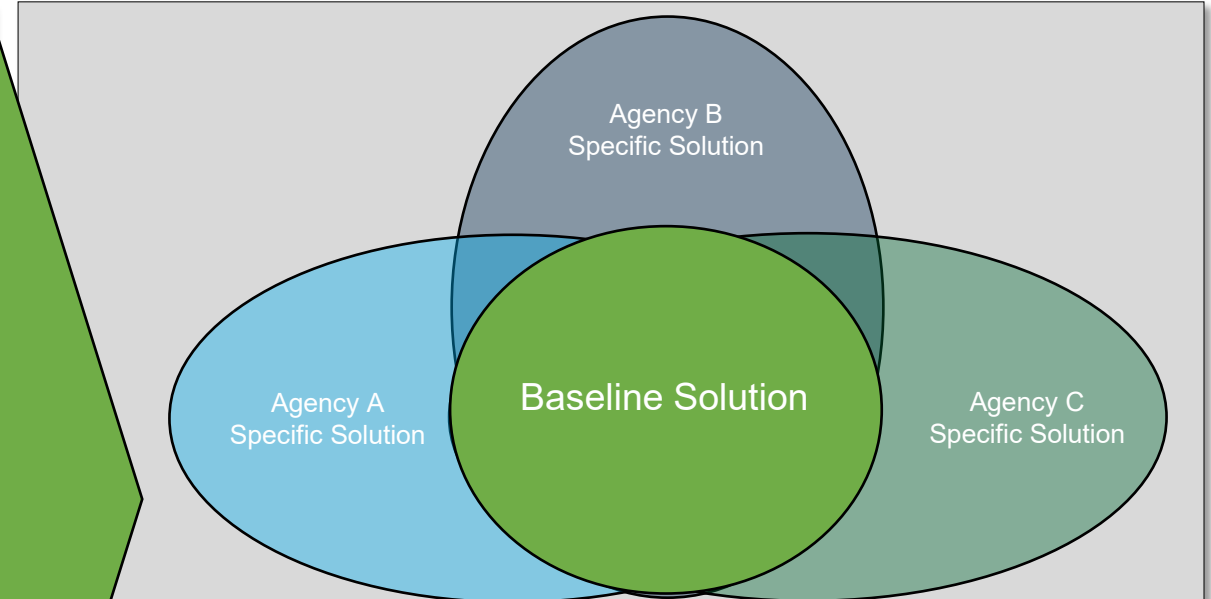 Agency B
Specific Solution
Agency A
Specific Solution
Baseline Solution
Agency C
Specific Solution